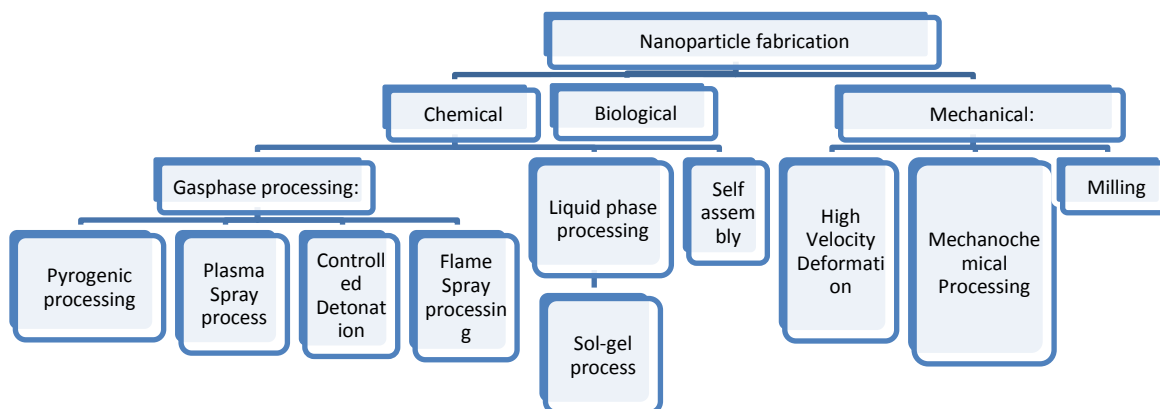 Nanoparticle fabrication
Chemical
Biological
Mechanical:
Gasphase processing:
Liquid phase
processing
Self
assem
bly
High
Velocity
Deformati
on
Mechanoche
mical
Processing
Milling
Pyrogenic
processing
Plasma
Spray
process
Controll
ed
Detonat
ion
Flame
Spray
processin
g
Sol-gel
process